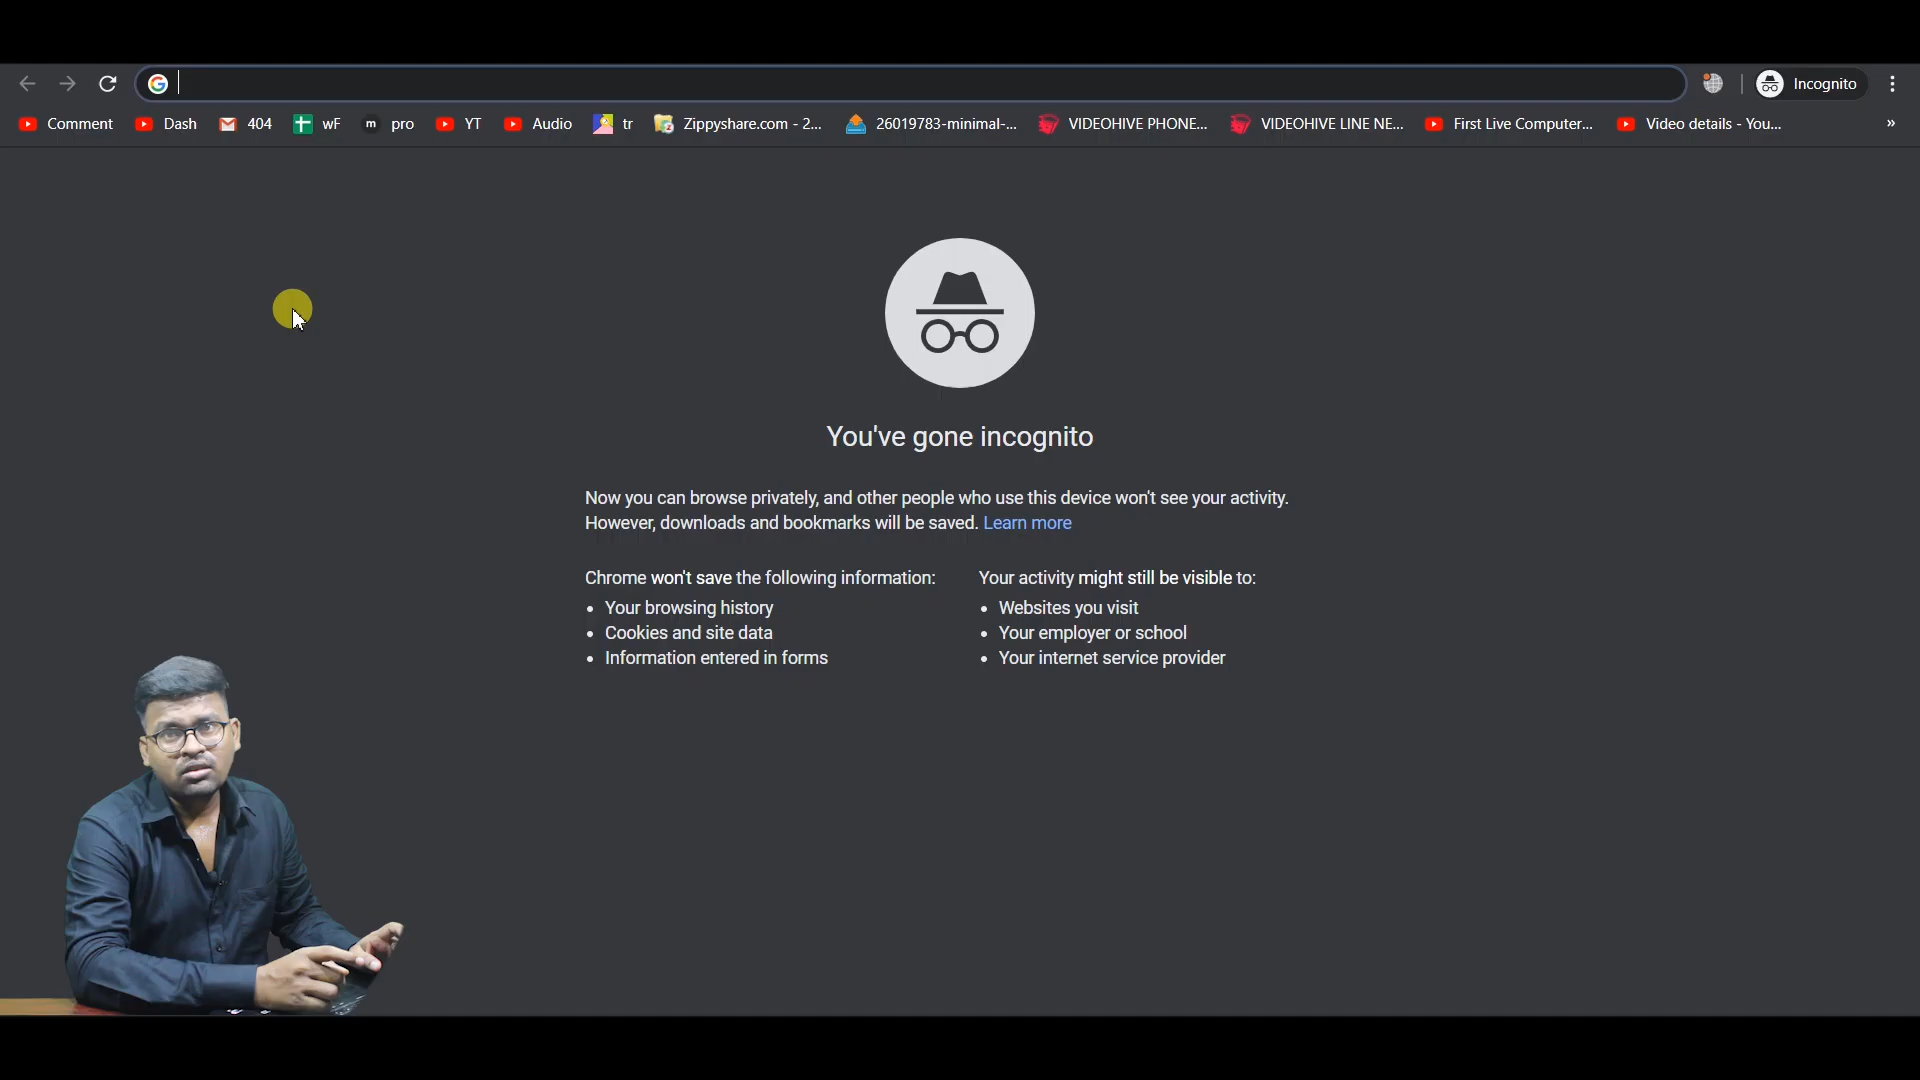 Incognito
Comment Dash 404 wF pro YT Audio tr Zippyshare.com - 2... 26019783-minimal-... VIDEOHIVE PHONE... VIDEOHIVE LINE NE... First Live Computer... Video details - You... »
You've gone incognito
Now you can browse privately, and other people who use this device won't see your activity.
However, downloads and bookmarks will be saved. Learn more
Chrome won't save the following information:
Your browsing history
Cookies and site data
Information entered in forms
Your activity might still be visible to:
Websites you visit
Your employer or school
Your internet service provider